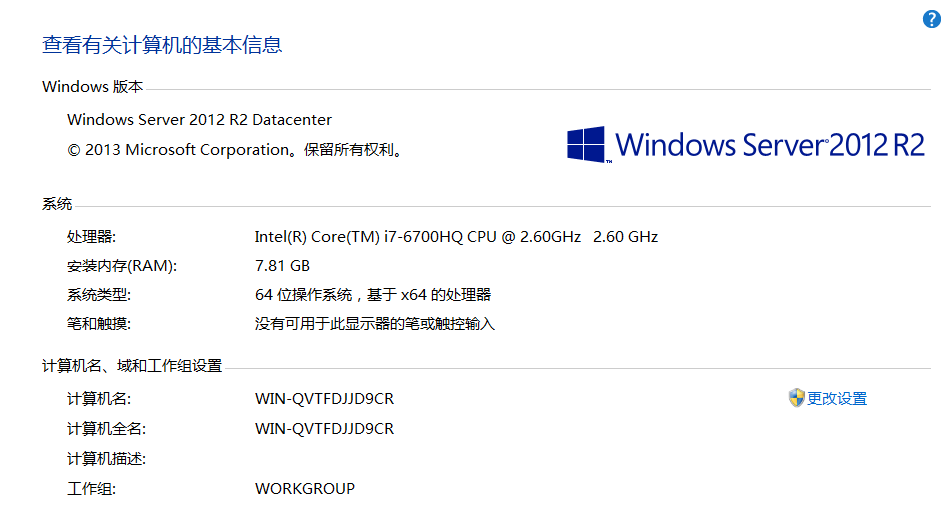 ?
查看有关计算机的基本信息
Windows 版本
Windows Server 2012 R2 Datacenter
© 2013 Microsoft Corporation。保留所有权利。
Windows Server® 2012 R2
系统
处理器: Intel(R) Core(TM) i7-6700HQ CPU @ 2.60GHz 2.60 GHz
安装内存(RAM): 7.81 GB
系统类型: 64 位操作系统，基于 x64 的处理器
笔和触摸: 没有可用于此显示器的笔或触控输入
计算机名、域和工作组设置
计算机名: WIN-QVTFDJJD9CR 更改设置
计算机全名: WIN-QVTFDJJD9CR
计算机描述:
工作组: WORKGROUP